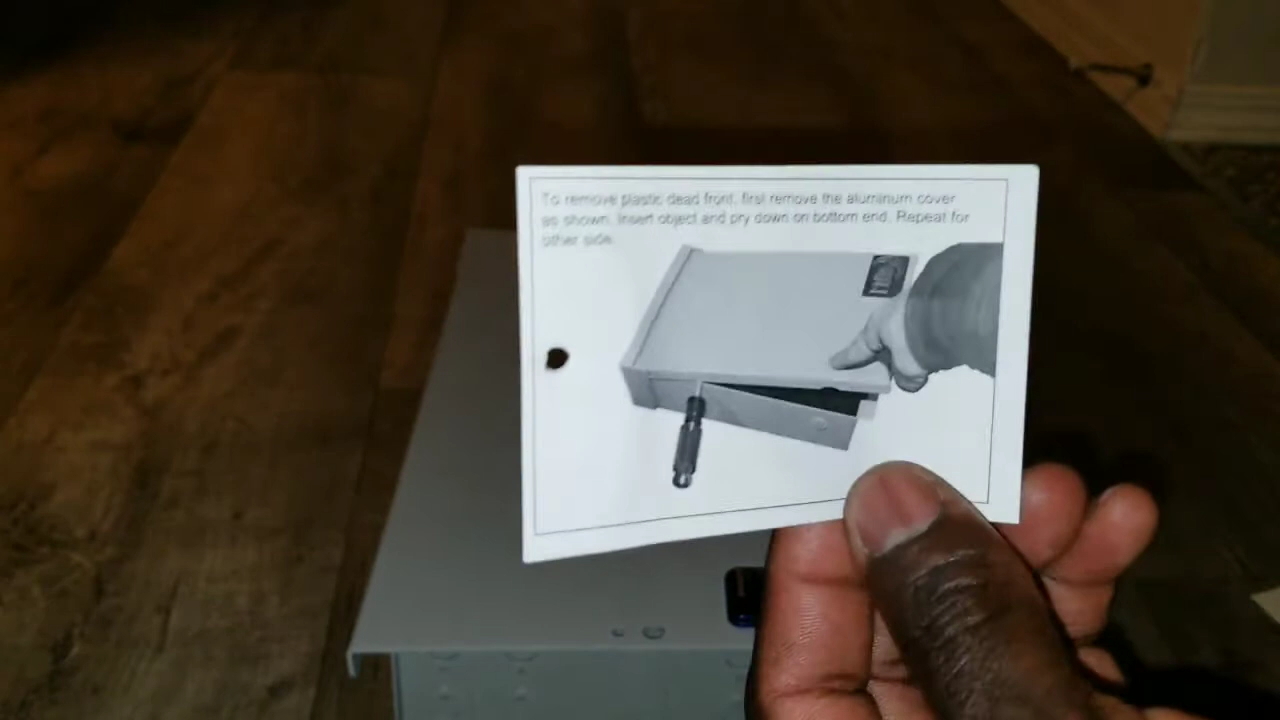 To remove plastic dead front, first remove the aluminum cover
as shown. Insert object and pry down on bottom end. Repeat for
other side.